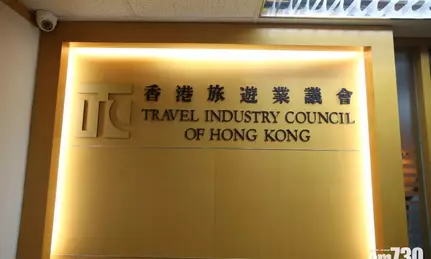 香港旅遊業議會
TRAVEL INDUSTRY COUNCIL
OF HONG KONG
am730